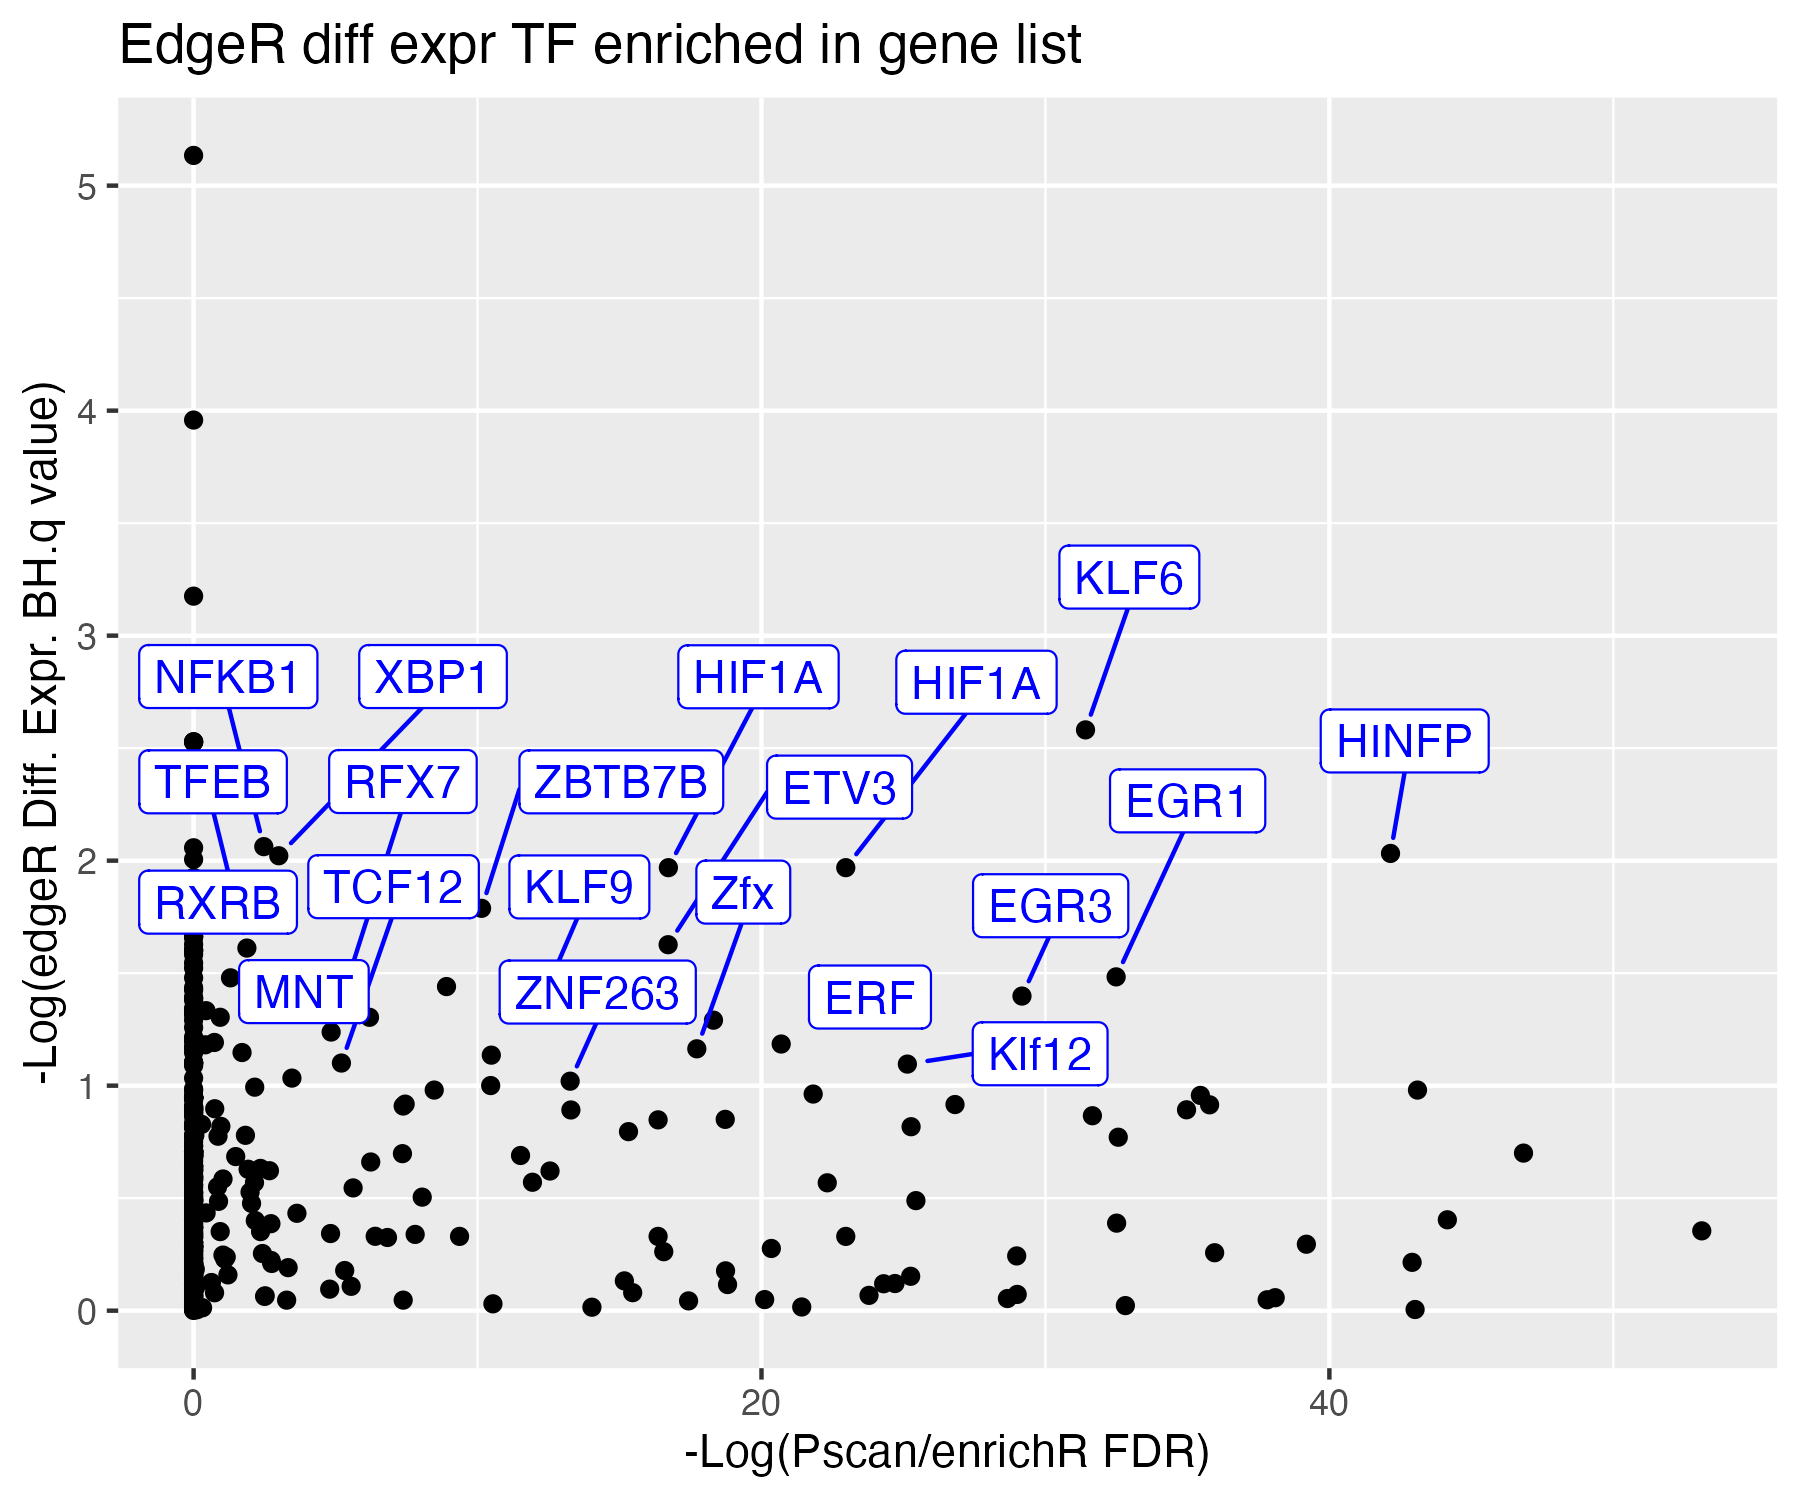 EdgeR diff expr TF enriched in gene list
-Log(edgeR Diff. Expr. BH.q value)
5
4
3
2
1
0
KLF6
NFKB1
XBP1
HIF1A
HIF1A
HINFP
TFEB
RFX7
ZBTB7B
ETV3
EGR1
RXRB
TCF12
KLF9
Zfx
EGR3
MNT
ZNF263
ERF
Klf12
0
20
40
-Log(Pscan/enrichR FDR)